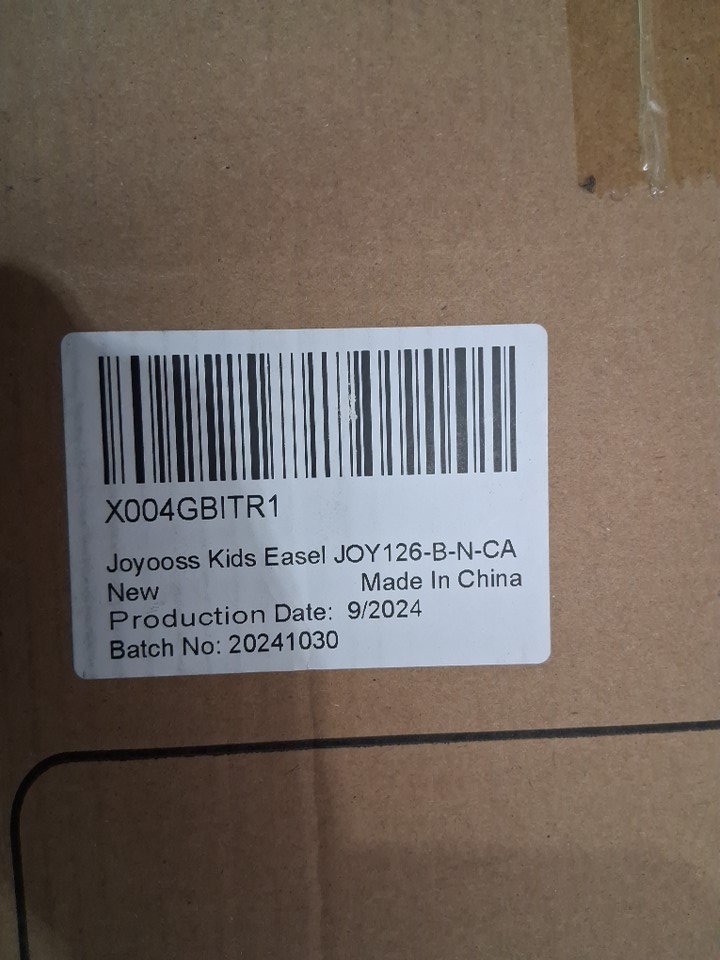 X004GBITR1
Joyooss Kids Easel JOY126-B-N-CA
New Made In China
Production Date: 9/2024
Batch No: 20241030